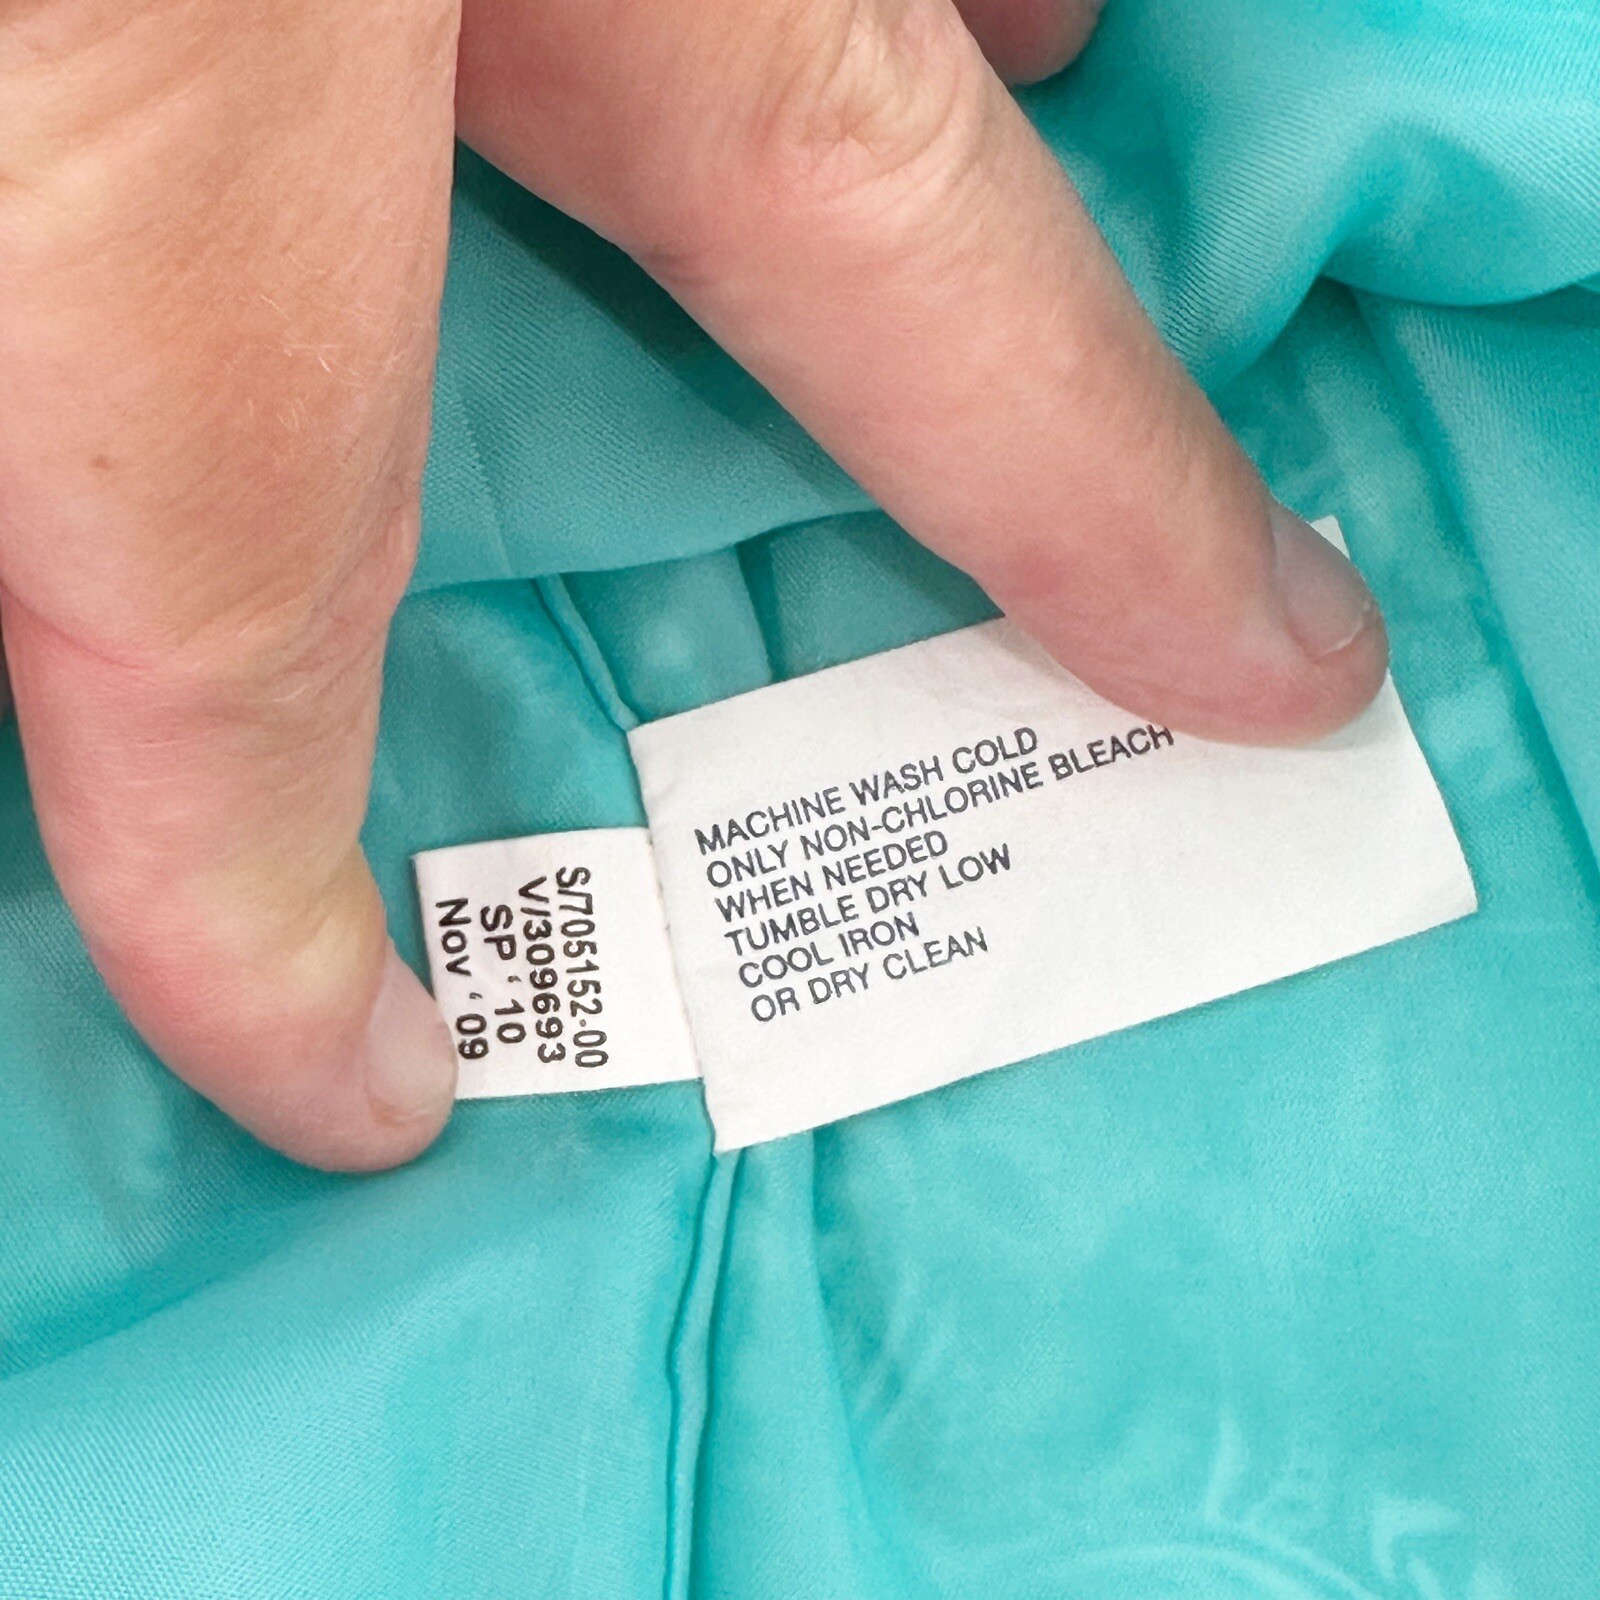 S/705152-00
V/309693
SP ' 10
Nov ' 09
MACHINE WASH COLD
ONLY NON-CHLORINE BLEACH
WHEN NEEDED
TUMBLE DRY LOW
COOL IRON
OR DRY CLEAN